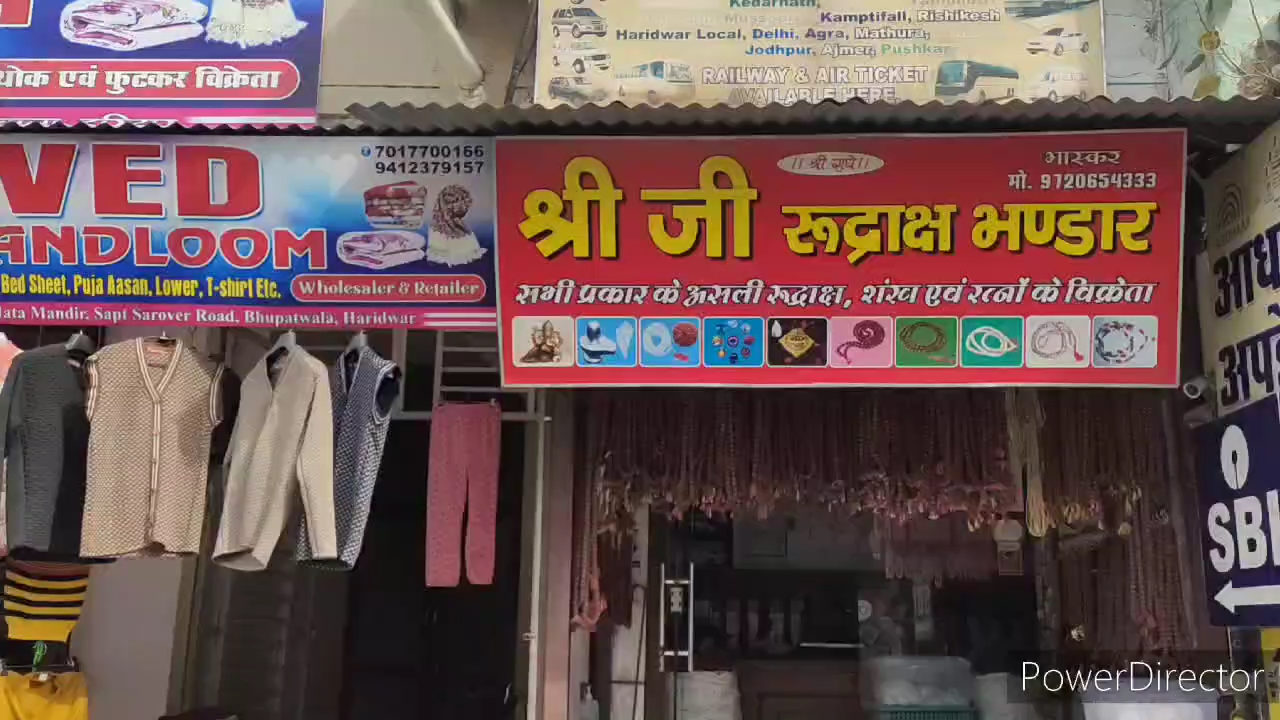 थोक एवं फुटकर विक्रेता
Kedarnath,
Kamptifall, Rishikesh
Haridwar Local, Delhi, Agra, Mathura,
Jodhpur, Ajmer, Pushkar
RAILWAY & AIR TICKET
AVAILABLE HERE
VED
7017700166
9412379157
ANDLOOM
Bed Sheet, Puja Aasan, Lower, T-shirt Etc.
Wholesaler & Retailer
Mata Mandir, Sapt Sarover Road, Bhupatwala, Haridwar
।। श्री राधे ।।
भास्कर
मो. 9720654333
श्री जी रूद्राक्ष भण्डार
सभी प्रकार के असली रूद्राक्ष, शंख एवं रत्नों के विक्रेता
आधा
अप
SBI
PowerDirector